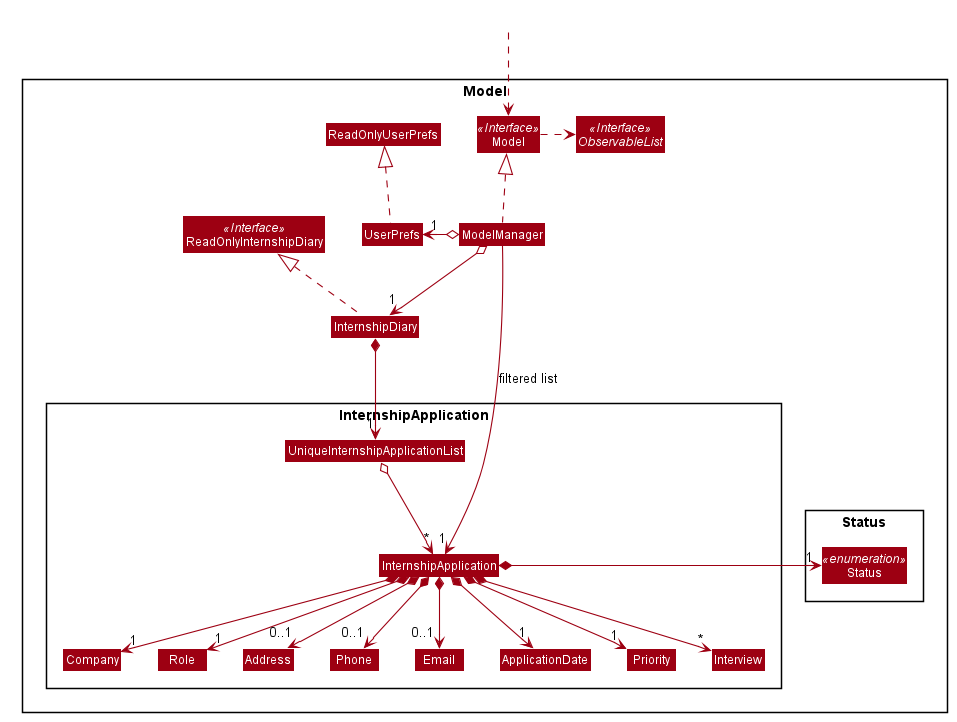 Model
ReadOnlyUserPrefs
«Interface»
Model
«Interface»
ObservableList
«Interface»
ReadOnlyInternshipDiary
UserPrefs
1
ModelManager
1
InternshipDiary
filtered list
InternshipApplication
1
UniqueInternshipApplicationList
Status
*
1
InternshipApplication
1
«enumeration»
Status
1
1
0..1
0..1
0..1
1
1
*
Company
Role
Address
Phone
Email
ApplicationDate
Priority
Interview